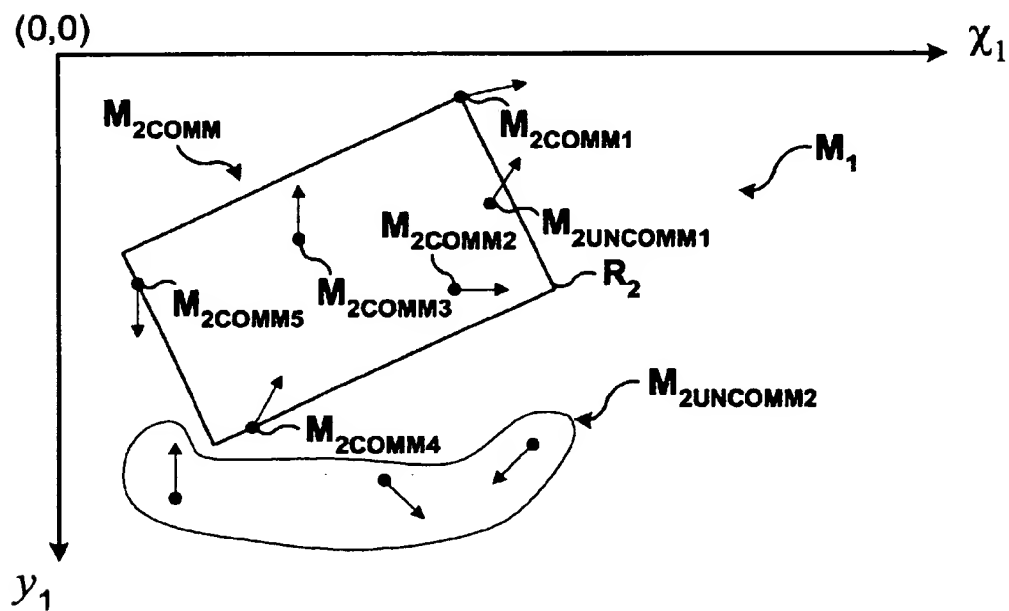 (0,0)
χ₁
M₂COMM
M₂COMM1
M₁
M₂UNCOMM1
M₂COMM2
R₂
M₂COMM3
M₂COMM5
M₂UNCOMM2
M₂COMM4
y₁